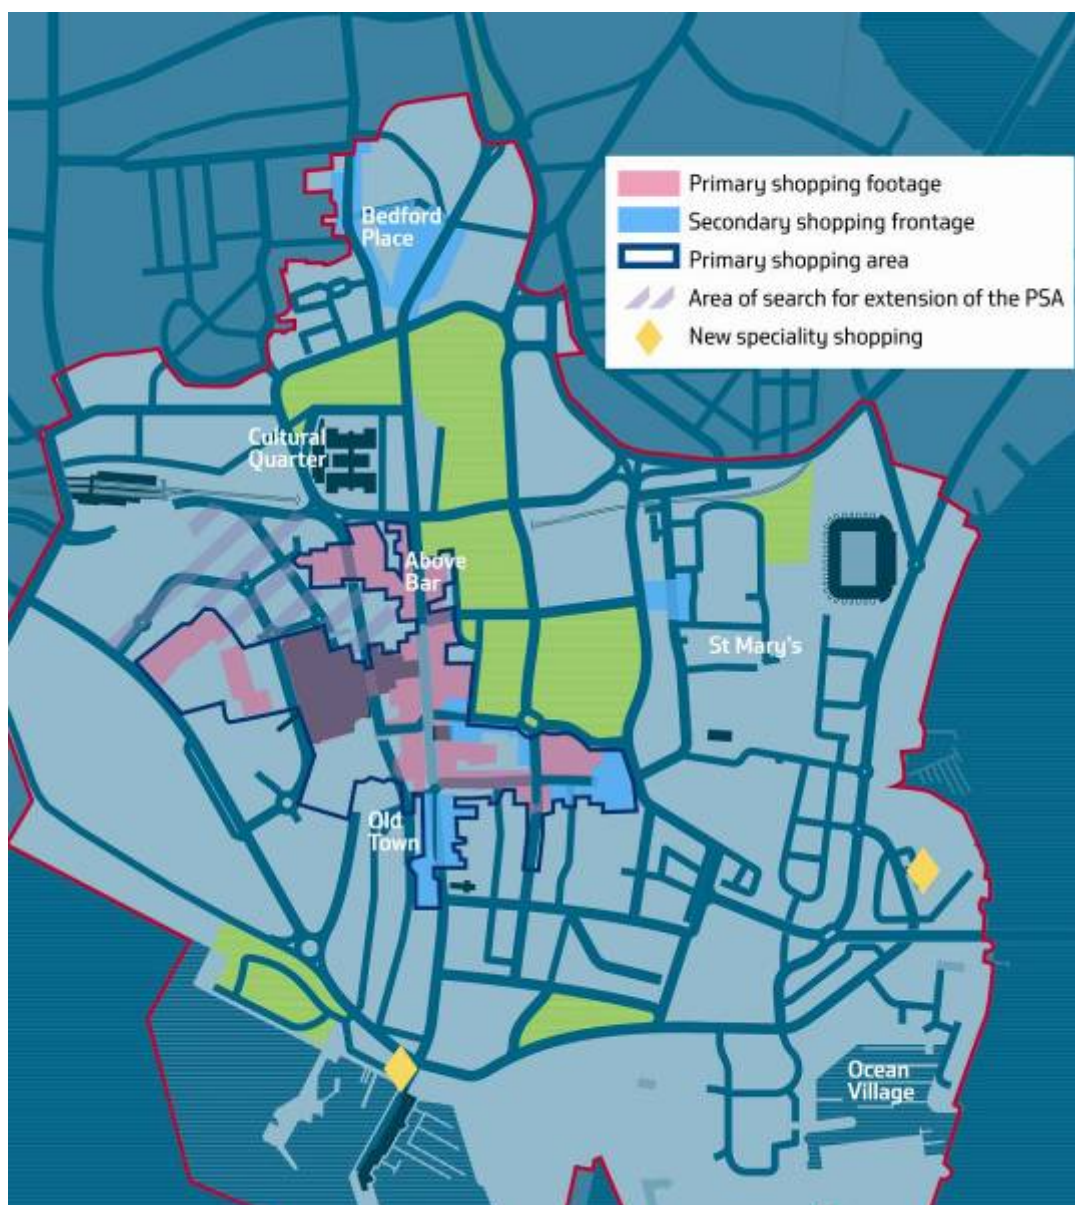 Primary shopping footage
Secondary shopping frontage
Primary shopping area
Area of search for extension of the PSA
New speciality shopping
Bedford
Place
Cultural
Quarter
Above
Bar
St Mary's
Old
Town
Ocean
Village